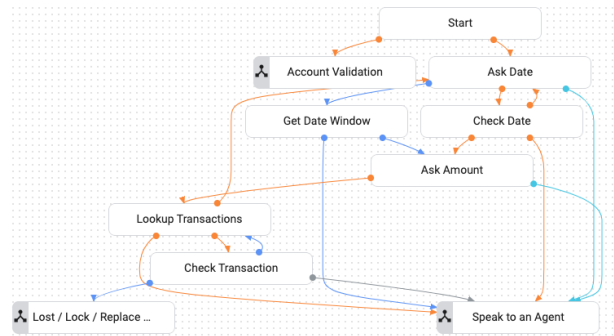 Start
Account Validation
Ask Date
Get Date Window
Check Date
Ask Amount
Lookup Transactions
Check Transaction
Lost / Lock / Replace ...
Speak to an Agent